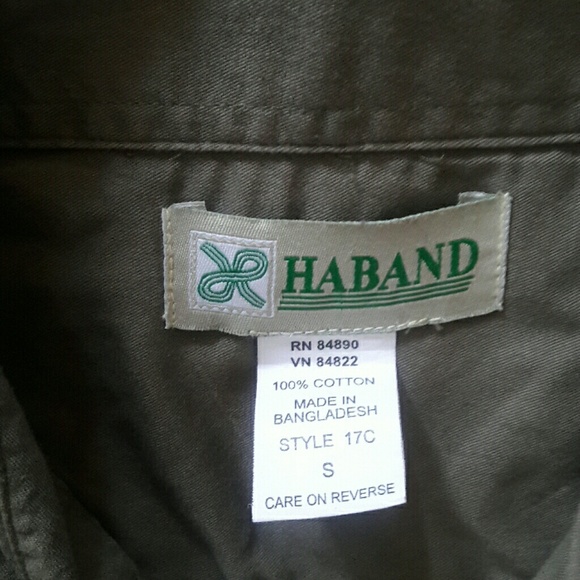 HABAND
RN 84890
VN 84822
100% COTTON
MADE IN
BANGLADESH
STYLE 17C
S
CARE ON REVERSE